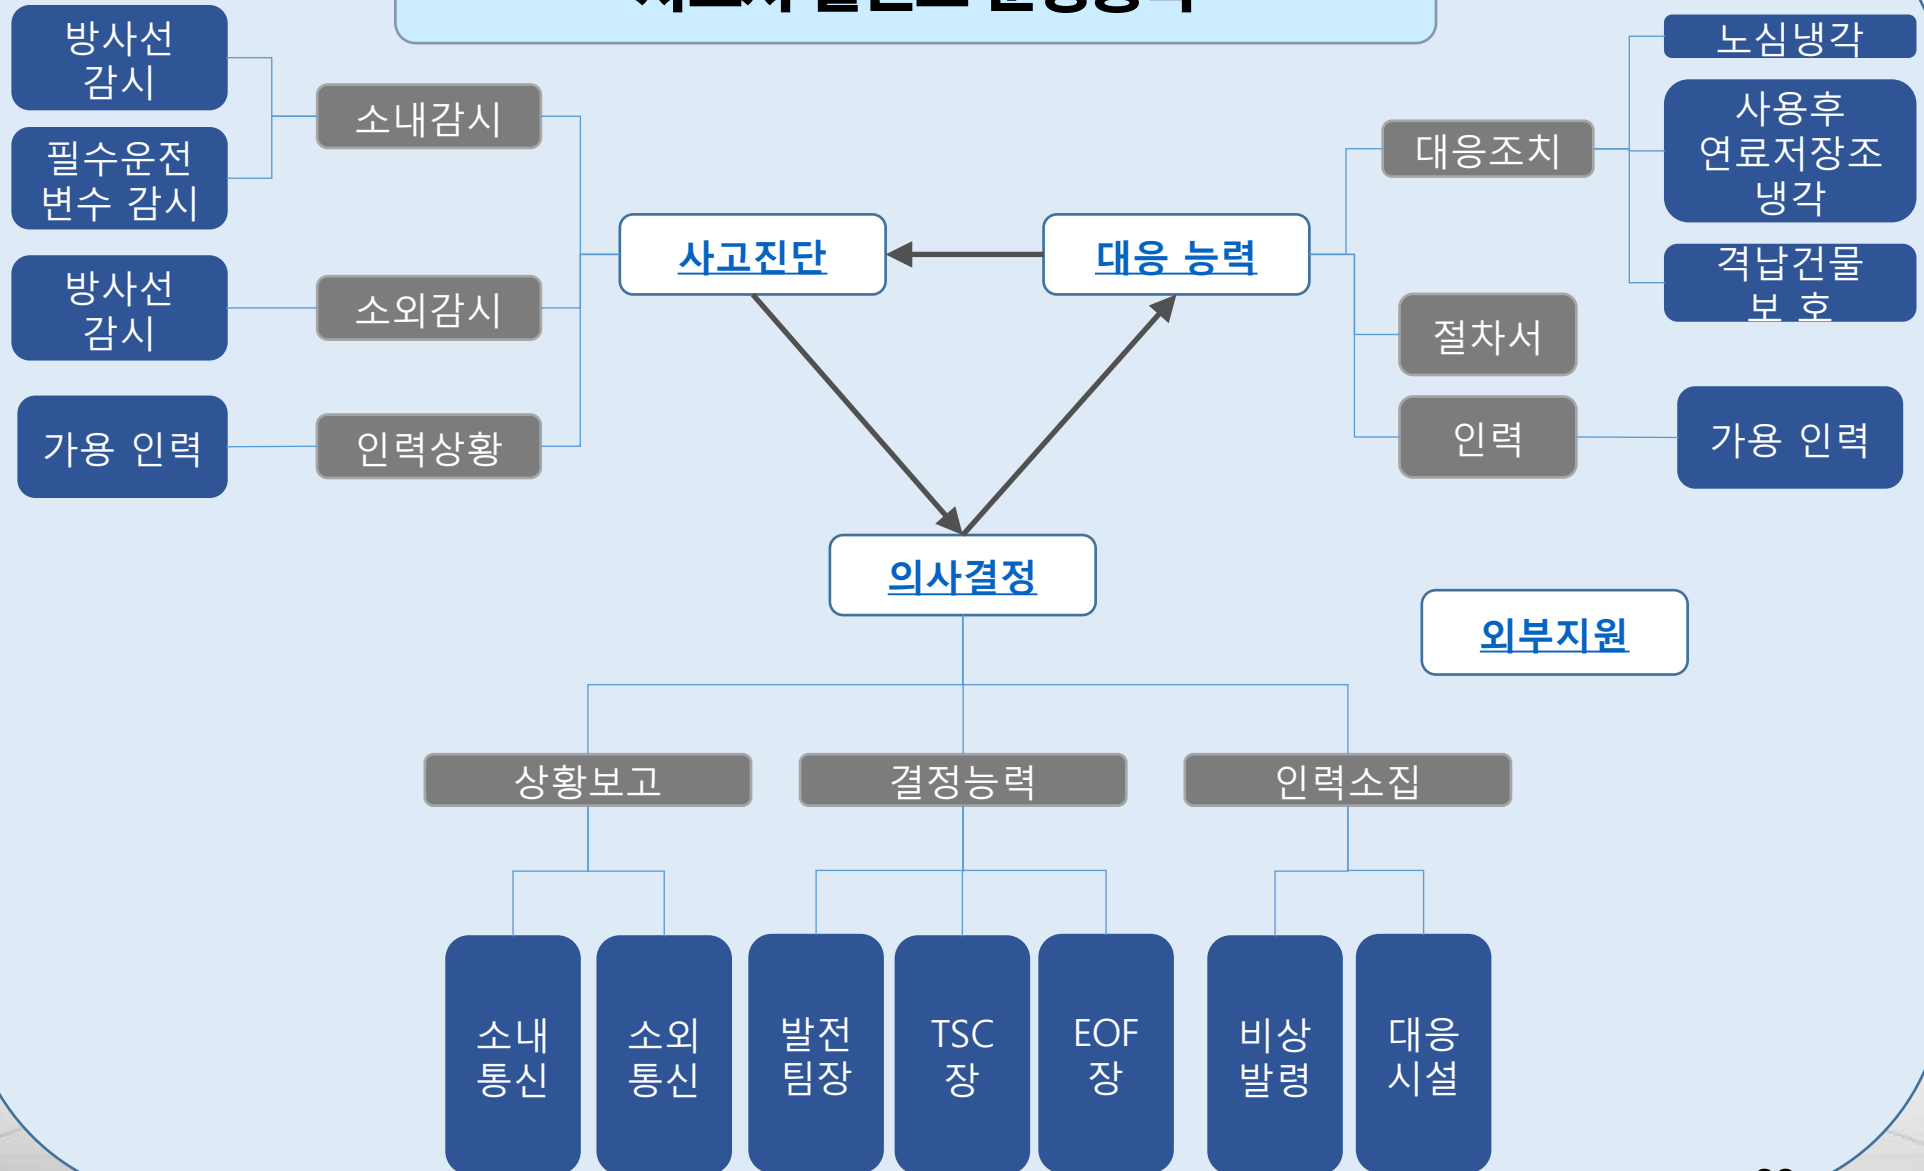 방사선
감시
필수운전
변수 감시
방사선
감시
가용 인력
소내감시
소외감시
인력상황
사고진단
대응 능력
의사결정
외부지원
대응조치
절차서
인력
노심냉각
사용후
연료저장조
냉각
격납건물
보 호
가용 인력
상황보고
결정능력
인력소집
소내
통신
소외
통신
발전
팀장
TSC
장
EOF
장
비상
발령
대응
시설